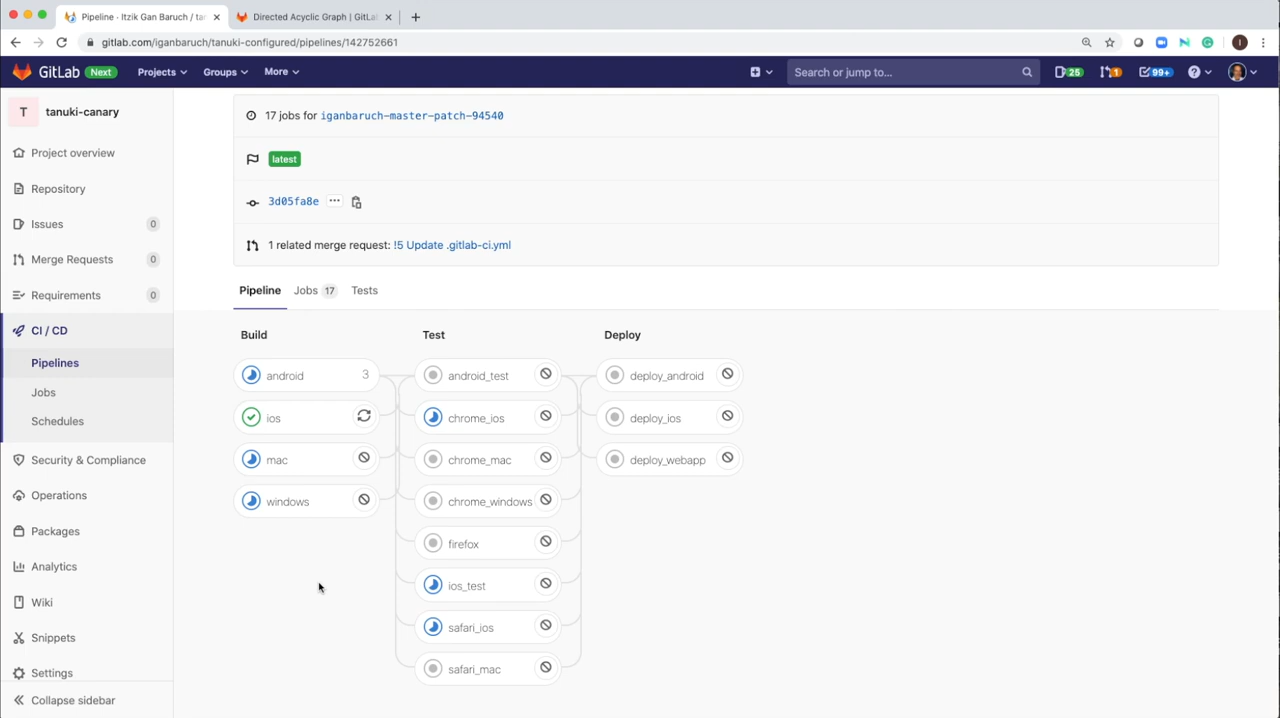 Pipeline · Itzik Gan Baruch / tan
Directed Acyclic Graph | GitLab
gitlab.com/iganbaruch/tanuki-configured/pipelines/142752661
I
GitLab Next Projects Groups More Search or jump to... 25 1 99+
T tanuki-canary
Project overview
Repository
Issues 0
Merge Requests 0
Requirements 0
CI / CD
Pipelines
Jobs
Schedules
Security & Compliance
Operations
Packages
Analytics
Wiki
Snippets
Settings
Collapse sidebar
17 jobs for iganbaruch-master-patch-94540
latest
3d05fa8e ...
1 related merge request: !5 Update .gitlab-ci.yml
Pipeline Jobs 17 Tests
Build
android 3
ios
mac
windows
Test
android_test
chrome_ios
chrome_mac
chrome_windows
firefox
ios_test
safari_ios
safari_mac
Deploy
deploy_android
deploy_ios
deploy_webapp